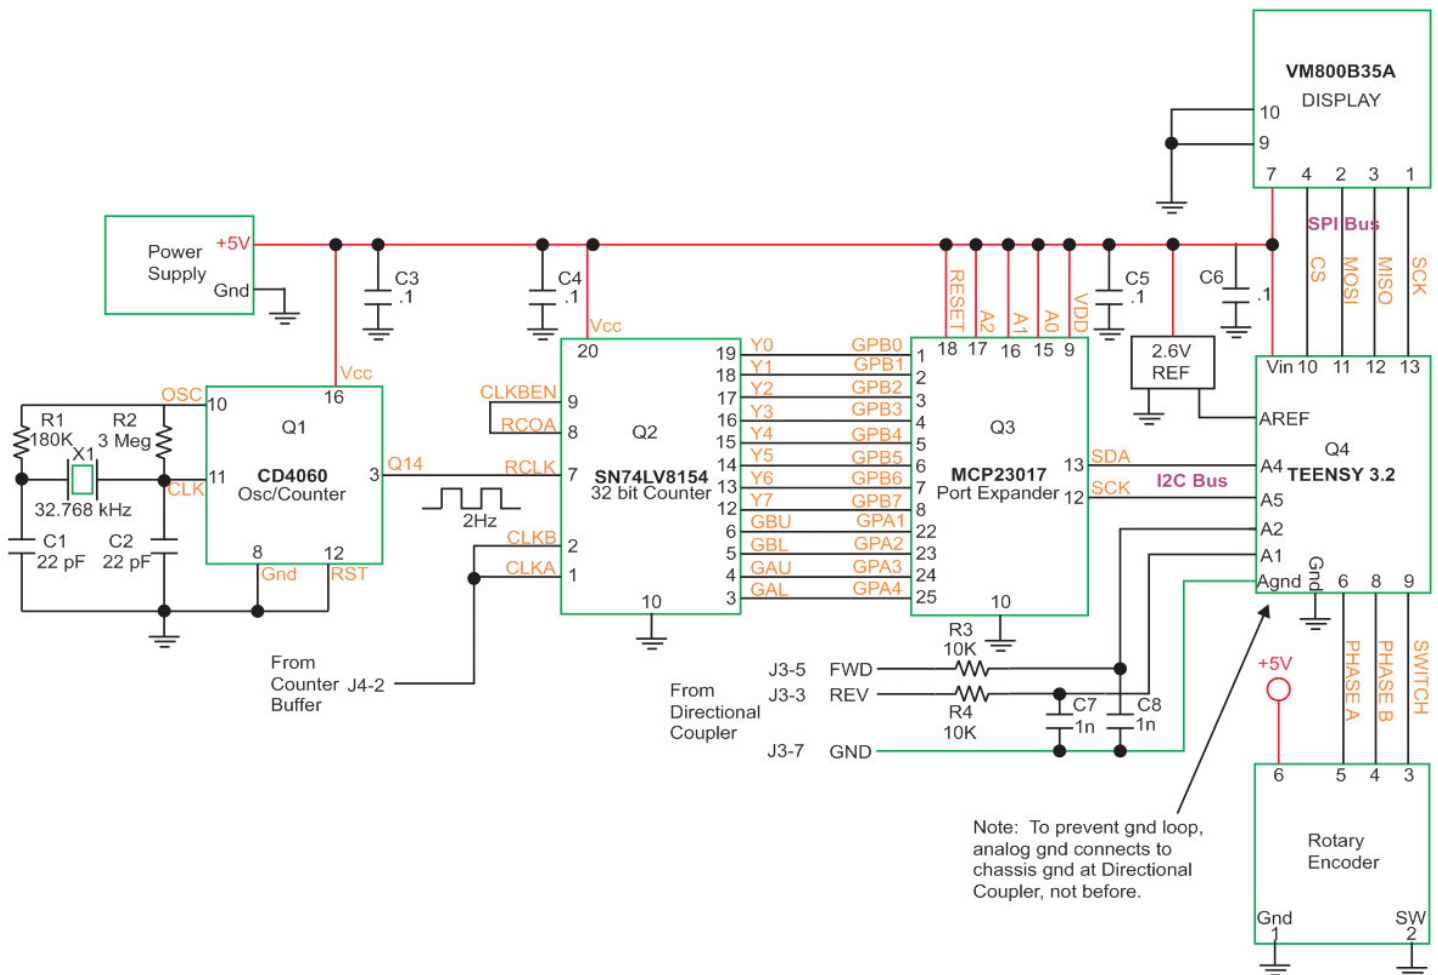 VM800B35A
DISPLAY
10
9
7 4 2 3 1
SPI Bus
CS
MOSI
MISO
SCK
Power
Supply
+5V
Gnd
C3
.1
C4
.1
C5
.1
C6
.1
RESET
A2
A1
A0
VDD
18 17 16 15 9
2.6V
REF
Vcc
16
OSC
10
R1
180K
R2
3 Meg
X1
32.768 kHz
11
CLK
C1
22 pF
C2
22 pF
Q1
CD4060
Osc/Counter
3
Q14
8
Gnd
12
RST
2Hz
Vcc
20
CLKBEN
9
RCOA
8
RCLK
7
CLKB
2
CLKA
1
Q2
SN74LV8154
32 bit Counter
10
19 Y0 GPB0 1
18 Y1 GPB1 2
17 Y2 GPB2 3
16 Y3 GPB3 4
15 Y4 GPB4 5
14 Y5 GPB5 6
13 Y6 GPB6 7
12 Y7 GPB7 8
6 GBU GPA1 22
5 GBL GPA2 23
4 GAU GPA3 24
3 GAL GPA4 25
Q3
MCP23017
Port Expander
10
13 SDA
12 SCK
I2C Bus
Vin 10 11 12 13
AREF
Q4
TEENSY 3.2
A4
A5
A2
A1
Agnd
Gnd
6 8 9
From
Counter J4-2
Buffer
From
Directional
Coupler
J3-5 FWD
J3-3 REV
J3-7 GND
R3
10K
R4
10K
C7
1n
C8
1n
+5V
PHASE A
PHASE B
SWITCH
6 5 4 3
Rotary
Encoder
Gnd
1
SW
2
Note: To prevent gnd loop,
analog gnd connects to
chassis gnd at Directional
Coupler, not before.